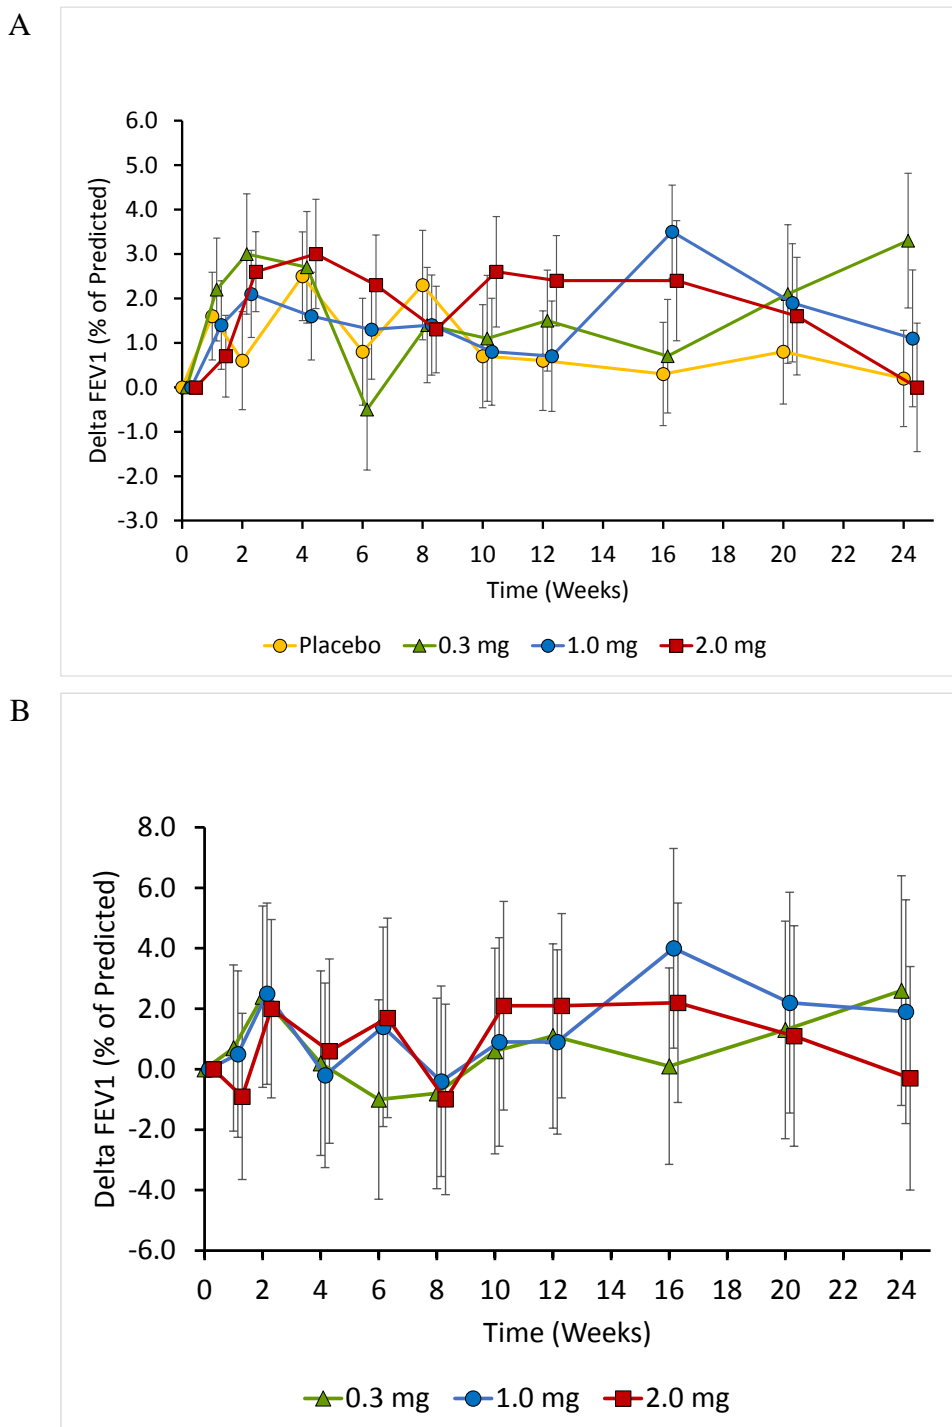 A
6.0
5.0
4.0
3.0
2.0
1.0
0.0
-1.0
-2.0
-3.0
Delta FEV1 (% of Predicted)
0 2 4 6 8 10 12 14 16 18 20 22 24
Time (Weeks)
Placebo 0.3 mg 1.0 mg 2.0 mg
B
8.0
6.0
4.0
2.0
0.0
-2.0
-4.0
-6.0
Delta FEV1 (% of Predicted)
0 2 4 6 8 10 12 14 16 18 20 22 24
Time (Weeks)
0.3 mg 1.0 mg 2.0 mg